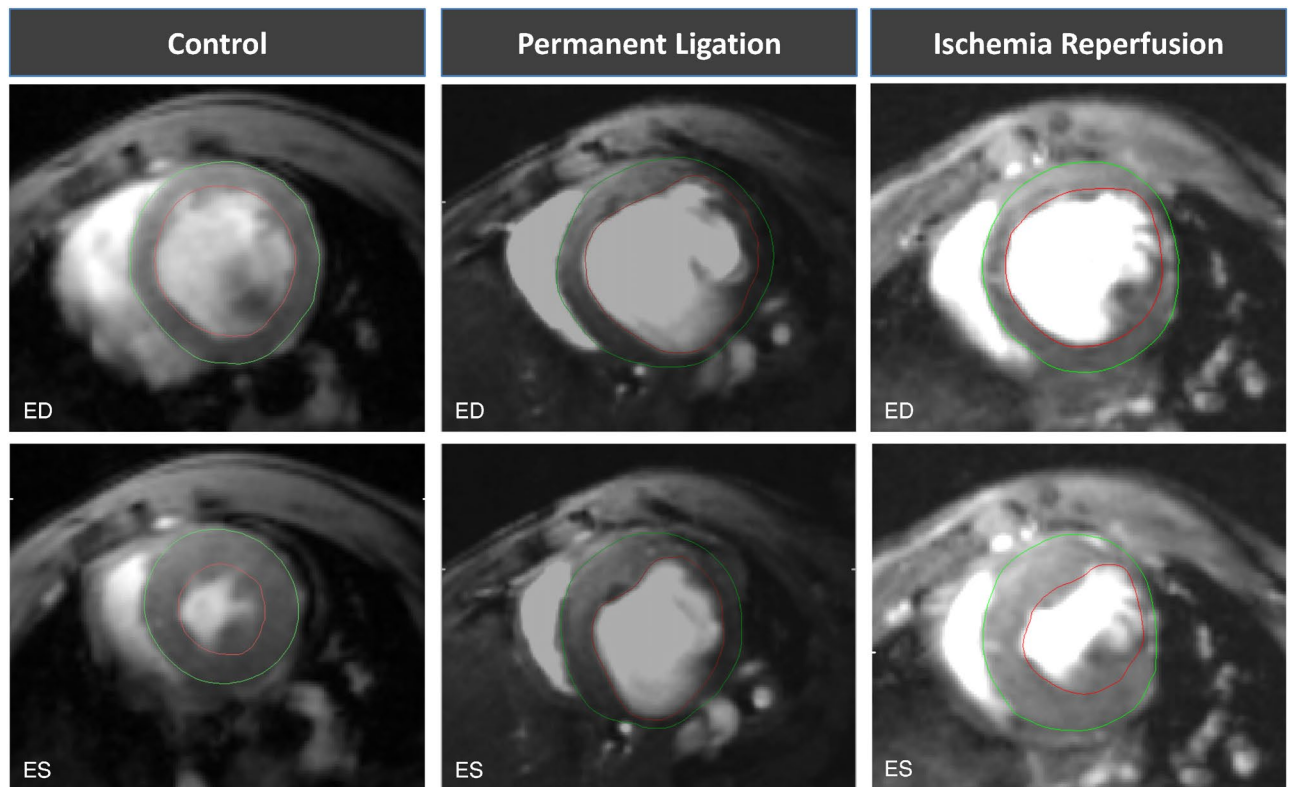 Control
Permanent Ligation
Ischemia Reperfusion
ED
ED
ED
ES
ES
ES